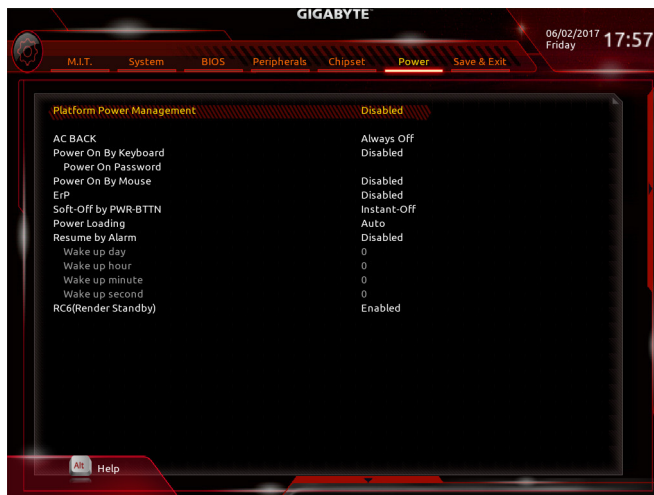 GIGABYTE™
06/02/2017
Friday
17:57
M.I.T. System BIOS Peripherals Chipset Power Save & Exit
Platform Power Management Disabled
AC BACK Always Off
Power On By Keyboard Disabled
Power On Password
Power On By Mouse Disabled
ErP Disabled
Soft-Off by PWR-BTTN Instant-Off
Power Loading Auto
Resume by Alarm Disabled
Wake up day 0
Wake up hour 0
Wake up minute 0
Wake up second 0
RC6(Render Standby) Enabled
Alt Help